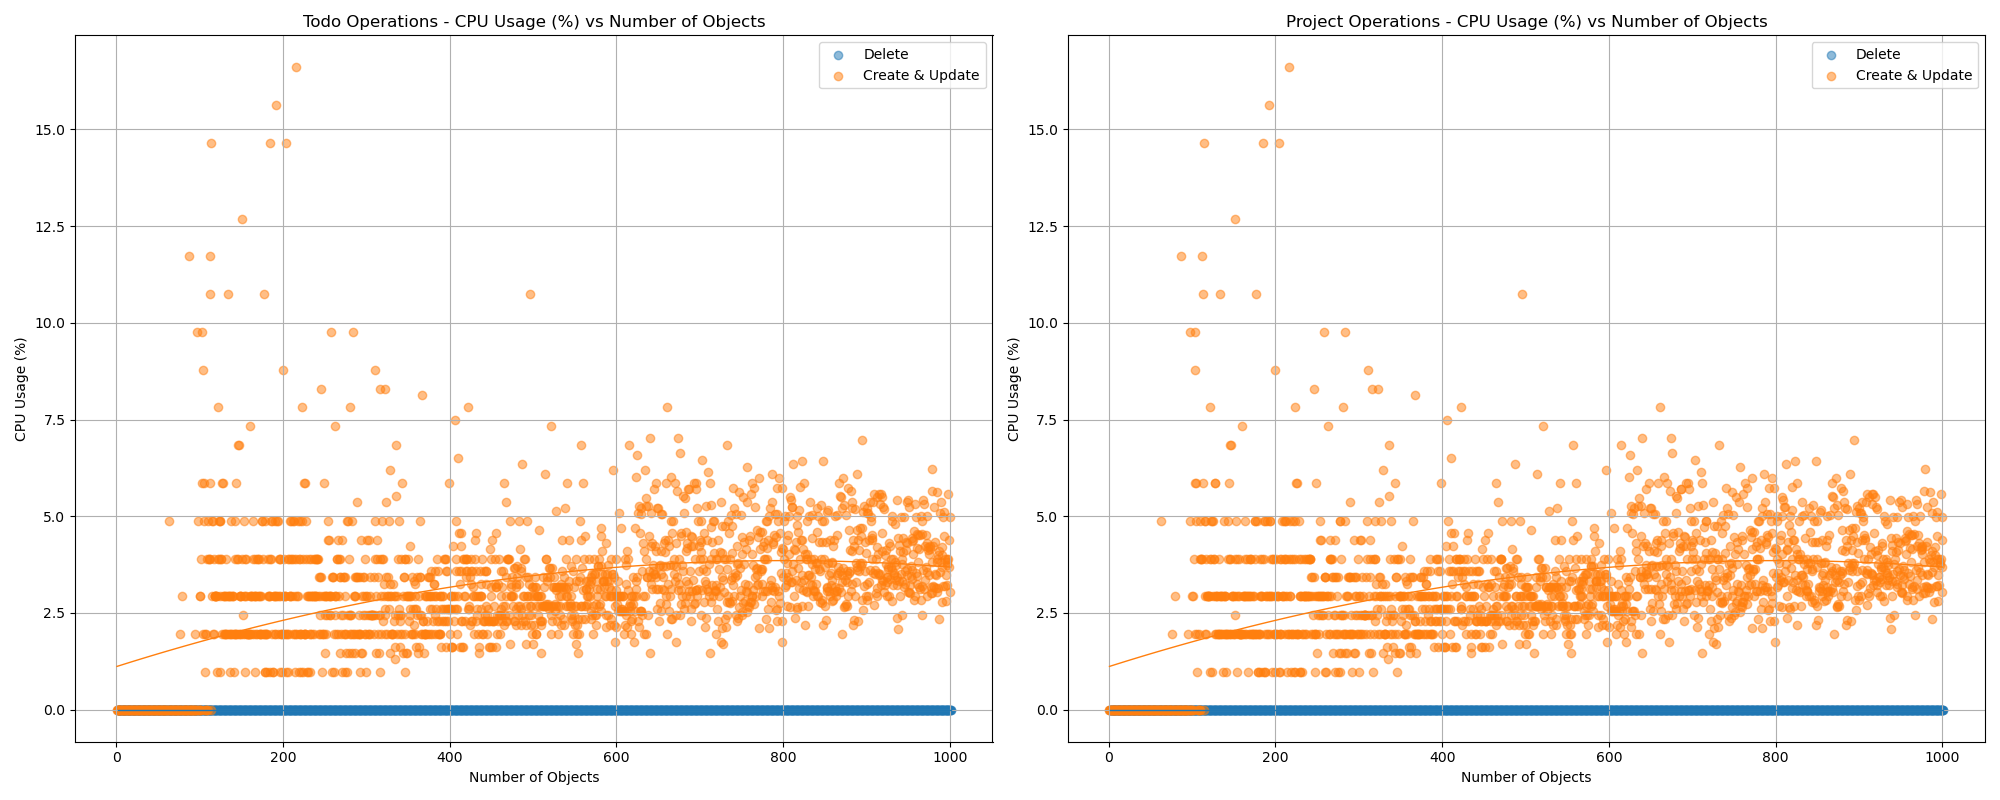 Todo Operations - CPU Usage (%) vs Number of Objects
Delete
Create & Update
CPU Usage (%)
15.0
12.5
10.0
7.5
5.0
2.5
0.0
0 200 400 600 800 1000
Number of Objects
Project Operations - CPU Usage (%) vs Number of Objects
Delete
Create & Update
CPU Usage (%)
15.0
12.5
10.0
7.5
5.0
2.5
0.0
0 200 400 600 800 1000
Number of Objects